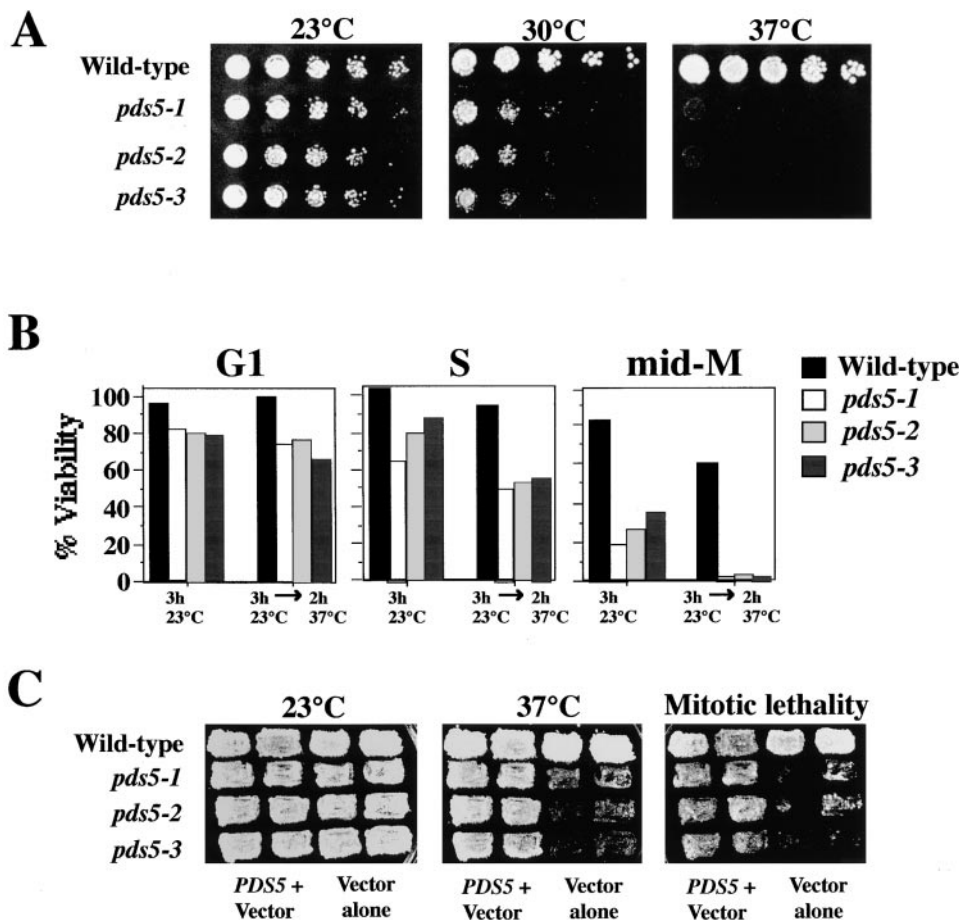 A
23°C 30°C 37°C
Wild-type
pds5-1
pds5-2
pds5-3
B
G1 S mid-M
% Viability
100
80
60
40
20
0
3h 3h → 2h 3h 3h → 2h 3h 3h → 2h
23°C 23°C 37°C 23°C 23°C 37°C 23°C 23°C 37°C
Wild-type
pds5-1
pds5-2
pds5-3
C
23°C 37°C Mitotic lethality
Wild-type
pds5-1
pds5-2
pds5-3
PDS5 + Vector PDS5 + Vector PDS5 + Vector
Vector alone Vector alone Vector alone